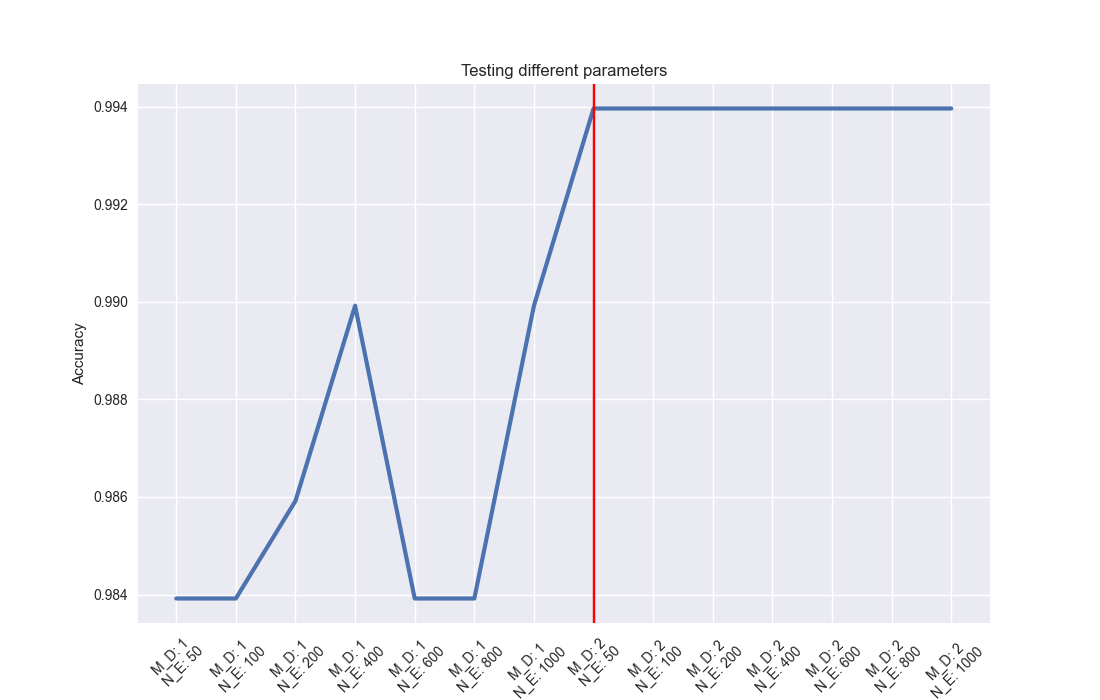 Testing different parameters
0.994
0.992
0.990
0.988
0.986
0.984
Accuracy
M_D: 1
N_E: 50
M_D: 1
N_E: 100
M_D: 1
N_E: 200
M_D: 1
N_E: 400
M_D: 1
N_E: 600
M_D: 1
N_E: 800
M_D: 1
N_E: 1000
M_D: 2
N_E: 50
M_D: 2
N_E: 100
M_D: 2
N_E: 200
M_D: 2
N_E: 400
M_D: 2
N_E: 600
M_D: 2
N_E: 800
M_D: 2
N_E: 1000